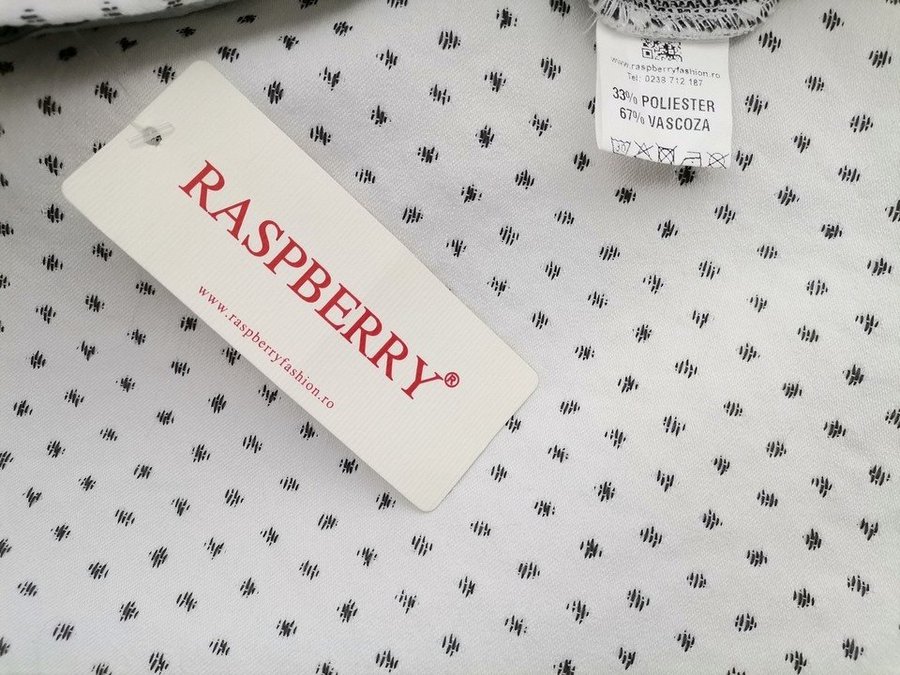 RASPBERRY®
www.raspberryfashion.ro
www.raspberryfashion.ro
Tel: 0238 712 187
33% POLIESTER
67% VASCOZA